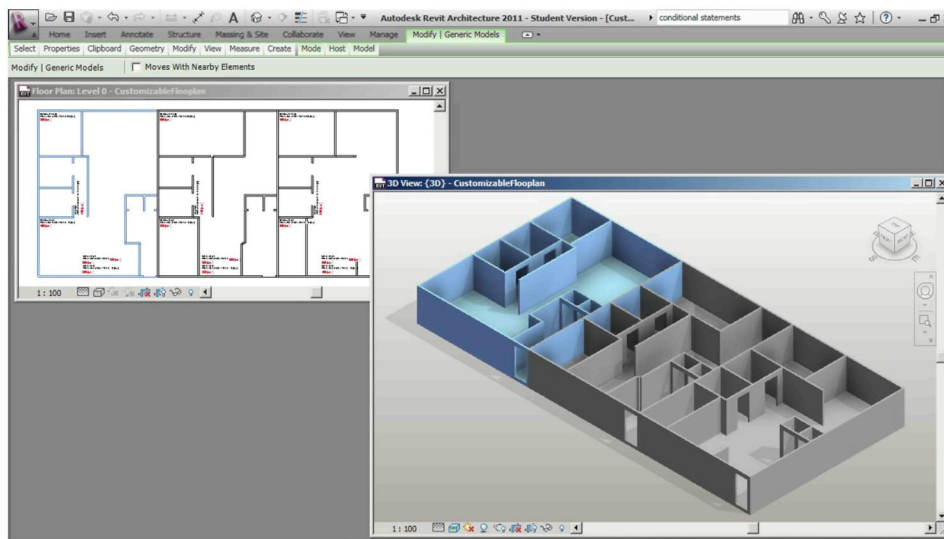 Autodesk Revit Architecture 2011 - Student Version - [Cust... conditional statements
Home Insert Annotate Structure Massing & Site Collaborate View Manage Modify | Generic Models
Select Properties Clipboard Geometry Modify View Measure Create Mode Host Model
Modify | Generic Models Moves With Nearby Elements
Floor Plan: Level 0 - CustomizableFlooplan
1 : 100
3D View: {3D} - CustomizableFlooplan
1 : 100